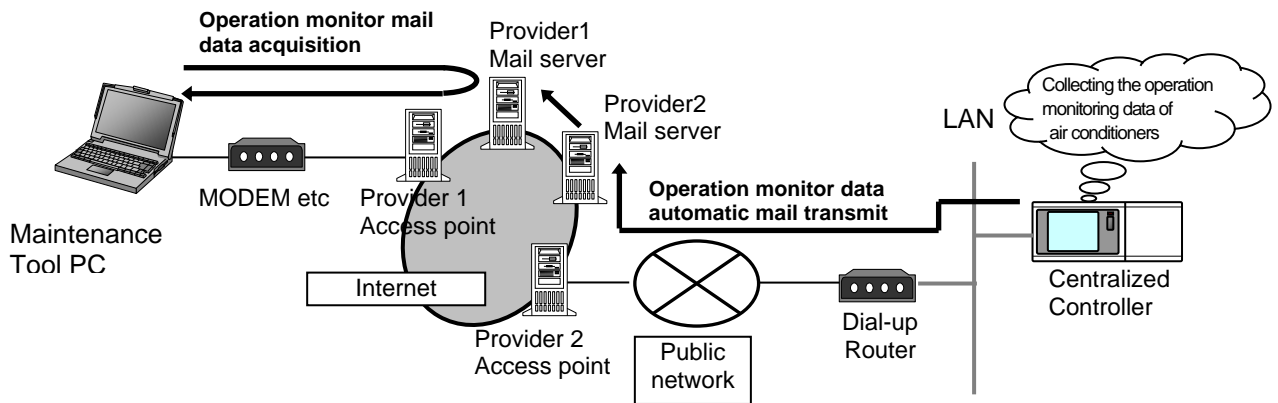 Operation monitor mail
data acquisition
Provider1
Mail server
Provider2
Mail server
LAN
Collecting the operation
monitoring data of
air conditioners
MODEM etc
Provider 1
Access point
Operation monitor data
automatic mail transmit
Maintenance
Tool PC
Internet
Centralized
Controller
Provider 2
Access point
Public
network
Dial-up
Router